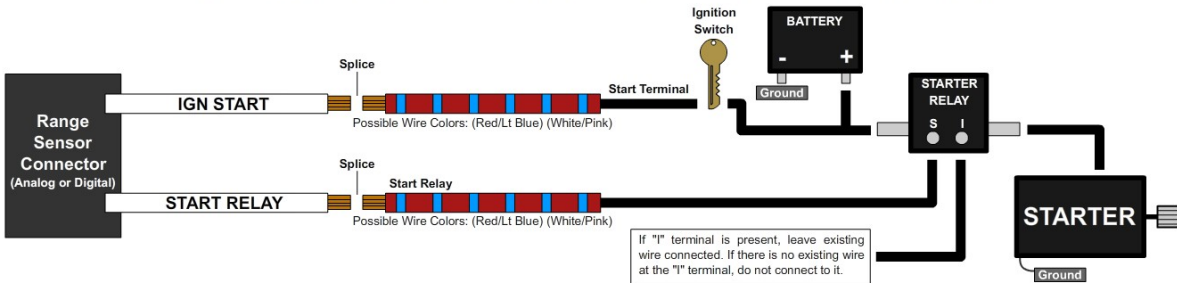 Range
Sensor
Connector
(Analog or Digital)
IGN START
Splice
Possible Wire Colors: (Red/Lt Blue) (White/Pink)
Start Terminal
Ignition
Switch
BATTERY
- +
Ground
STARTER
RELAY
S I
START RELAY
Splice
Start Relay
Possible Wire Colors: (Red/Lt Blue) (White/Pink)
If "I" terminal is present, leave existing
wire connected. If there is no existing wire
at the "I" terminal, do not connect to it.
STARTER
Ground